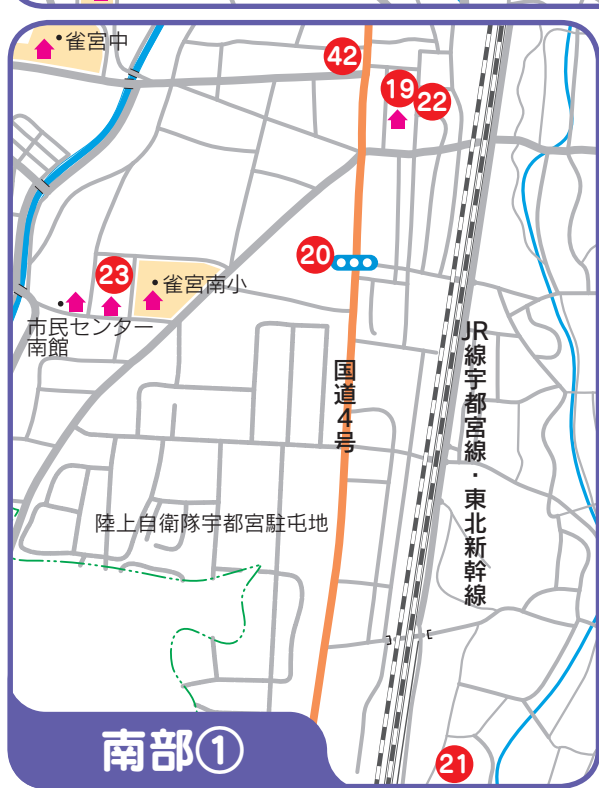 雀宮中
42
19
22
20
23
雀宮南小
市民センター
南館
国道4号
JR線宇都宮線・東北新幹線
陸上自衛隊宇都宮駐屯地
21
南部①